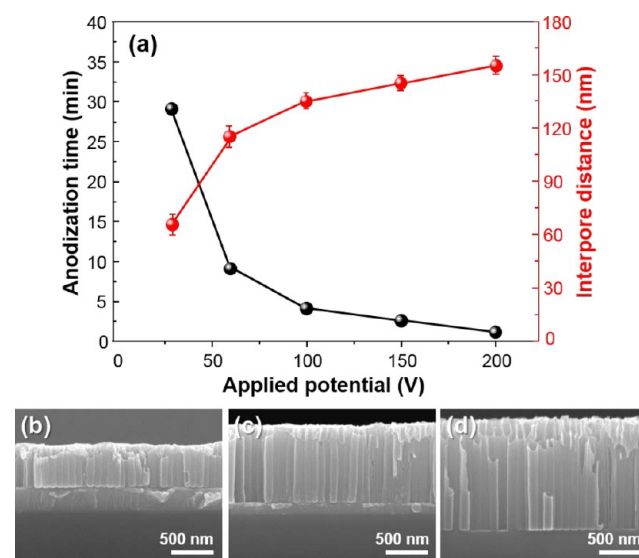 (a)
Anodization time (min)
40
35
30
25
20
15
10
5
0
Interpore distance (nm)
180
150
120
90
60
30
0
0 50 100 150 200
Applied potential (V)
(b)
500 nm
(c)
500 nm
(d)
500 nm